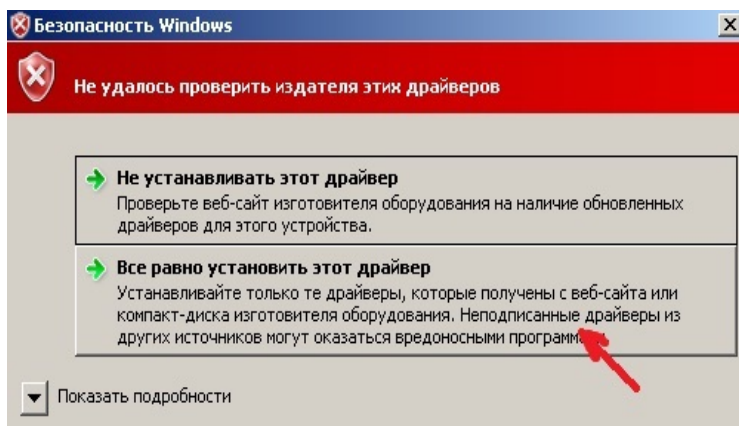 Безопасность Windows
Не удалось проверить издателя этих драйверов
Не устанавливать этот драйвер
Проверьте веб-сайт изготовителя оборудования на наличие обновленных
драйверов для этого устройства.
Все равно установить этот драйвер
Устанавливайте только те драйверы, которые получены с веб-сайта или
компакт-диска изготовителя оборудования. Неподписанные драйверы из
других источников могут оказаться вредоносными
Показать подробности